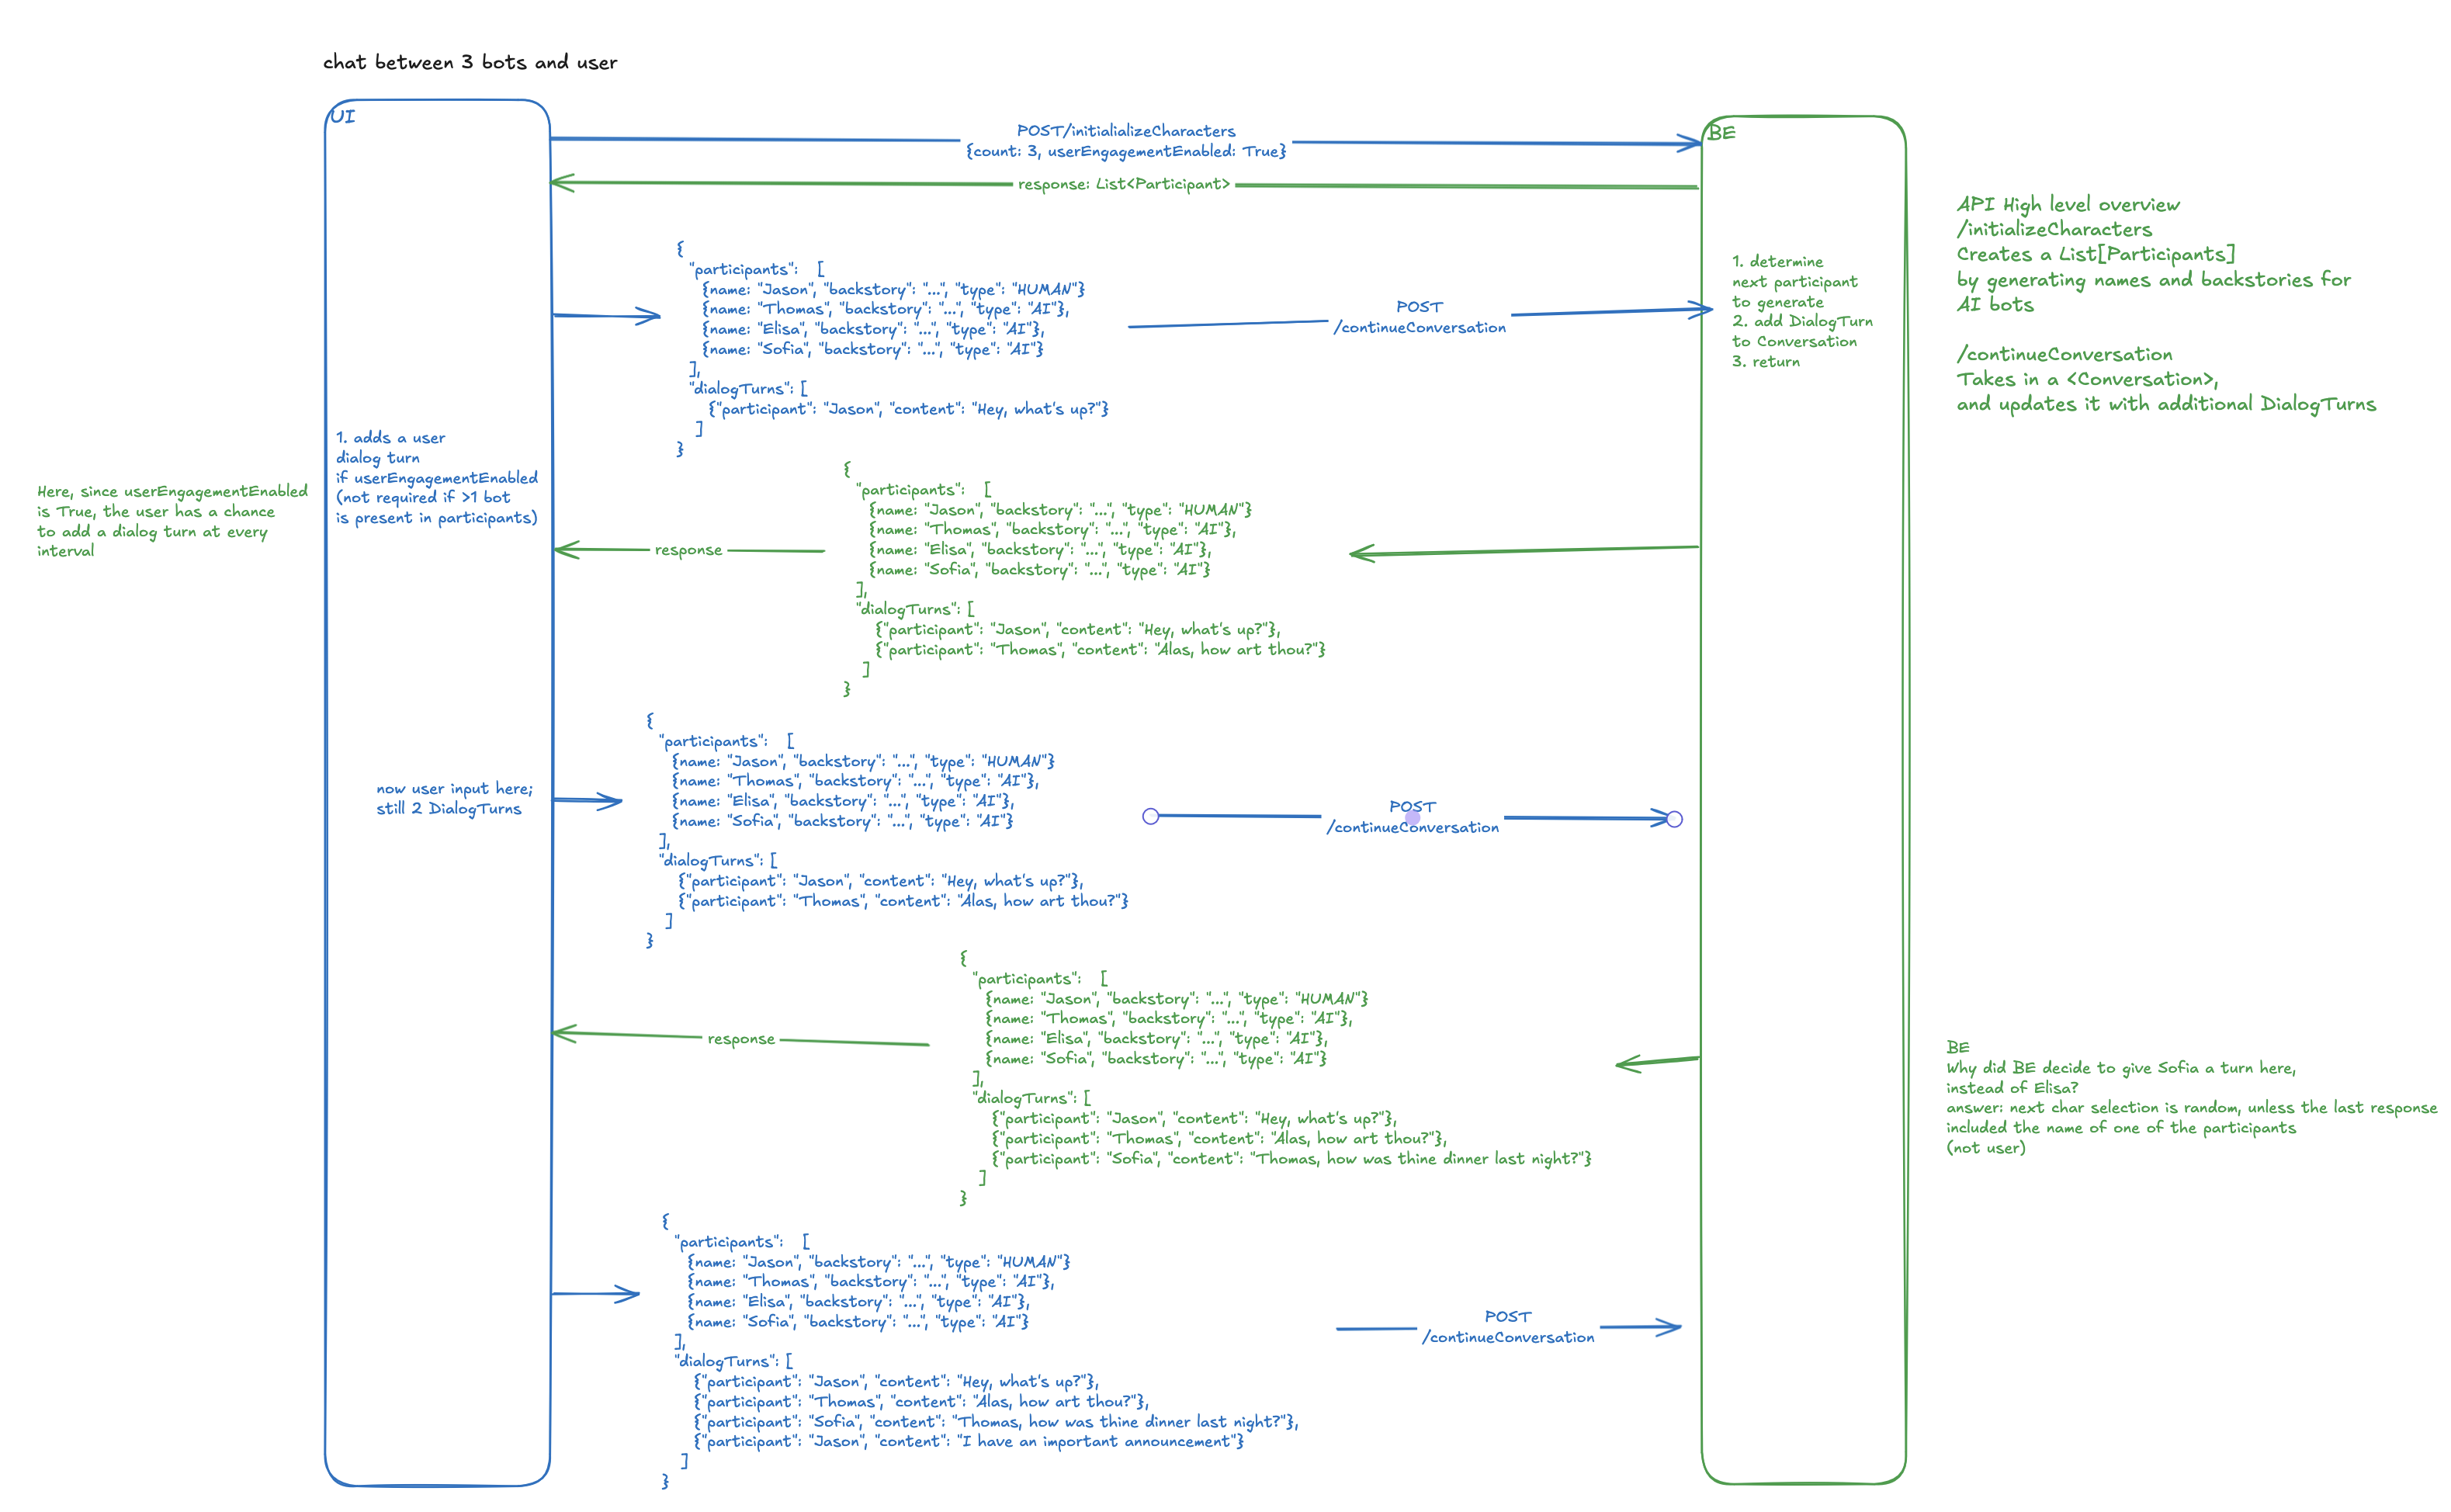 chat between 3 bots and user
UI
POST/initialializeCharacters
{count: 3, userEngagementEnabled: True}
BE
response: List<Participant>
API High level overview
/initializeCharacters
Creates a List[Participants]
by generating names and backstories for
AI bots
/continueConversation
Takes in a <Conversation>,
and updates it with additional DialogTurns
{
"participants":   [
{name: "Jason", "backstory": "...", "type": "HUMAN"}
{name: "Thomas", "backstory": "...", "type": "AI"},
{name: "Elisa", "backstory": "...", "type": "AI"},
{name: "Sofia", "backstory": "...", "type": "AI"}
],
"dialogTurns": [
{"participant": "Jason", "content": "Hey, what's up?"}
]
}
POST
/continueConversation
1. determine
next participant
to generate
2. add DialogTurn
to Conversation
3. return
1. adds a user
dialog turn
if userEngagementEnabled
(not required if >1 bot
is present in participants)
Here, since userEngagementEnabled
is True, the user has a chance
to add a dialog turn at every
interval
response
{
"participants":   [
{name: "Jason", "backstory": "...", "type": "HUMAN"}
{name: "Thomas", "backstory": "...", "type": "AI"},
{name: "Elisa", "backstory": "...", "type": "AI"},
{name: "Sofia", "backstory": "...", "type": "AI"}
],
"dialogTurns": [
{"participant": "Jason", "content": "Hey, what's up?"},
{"participant": "Thomas", "content": "Alas, how art thou?"}
]
}
now user input here;
still 2 DialogTurns
{
"participants":   [
{name: "Jason", "backstory": "...", "type": "HUMAN"}
{name: "Thomas", "backstory": "...", "type": "AI"},
{name: "Elisa", "backstory": "...", "type": "AI"},
{name: "Sofia", "backstory": "...", "type": "AI"}
],
"dialogTurns": [
{"participant": "Jason", "content": "Hey, what's up?"},
{"participant": "Thomas", "content": "Alas, how art thou?"}
]
}
POST
/continueConversation
response
{
"participants":   [
{name: "Jason", "backstory": "...", "type": "HUMAN"}
{name: "Thomas", "backstory": "...", "type": "AI"},
{name: "Elisa", "backstory": "...", "type": "AI"},
{name: "Sofia", "backstory": "...", "type": "AI"}
],
"dialogTurns": [
{"participant": "Jason", "content": "Hey, what's up?"},
{"participant": "Thomas", "content": "Alas, how art thou?"},
{"participant": "Sofia", "content": "Thomas, how was thine dinner last night?"}
]
}
BE
Why did BE decide to give Sofia a turn here,
instead of Elisa?
answer: next char selection is random, unless the last response
included the name of one of the participants
(not user)
{
"participants":   [
{name: "Jason", "backstory": "...", "type": "HUMAN"}
{name: "Thomas", "backstory": "...", "type": "AI"},
{name: "Elisa", "backstory": "...", "type": "AI"},
{name: "Sofia", "backstory": "...", "type": "AI"}
],
"dialogTurns": [
{"participant": "Jason", "content": "Hey, what's up?"},
{"participant": "Thomas", "content": "Alas, how art thou?"},
{"participant": "Sofia", "content": "Thomas, how was thine dinner last night?"},
{"participant": "Jason", "content": "I have an important announcement"}
]
}
POST
/continueConversation